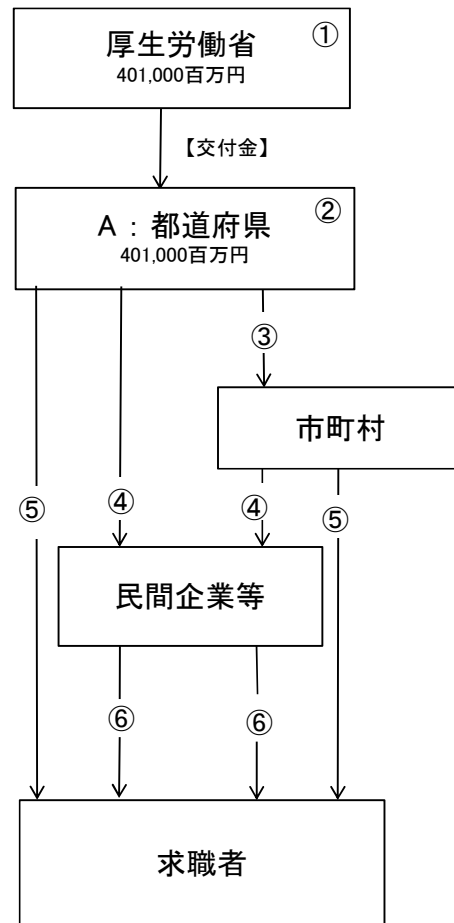 ①
厚生労働省
401,000百万円
【交付金】
②
A : 都道府県
401,000百万円
③
市町村
⑤
④
④
⑤
民間企業等
⑥
⑥
求職者